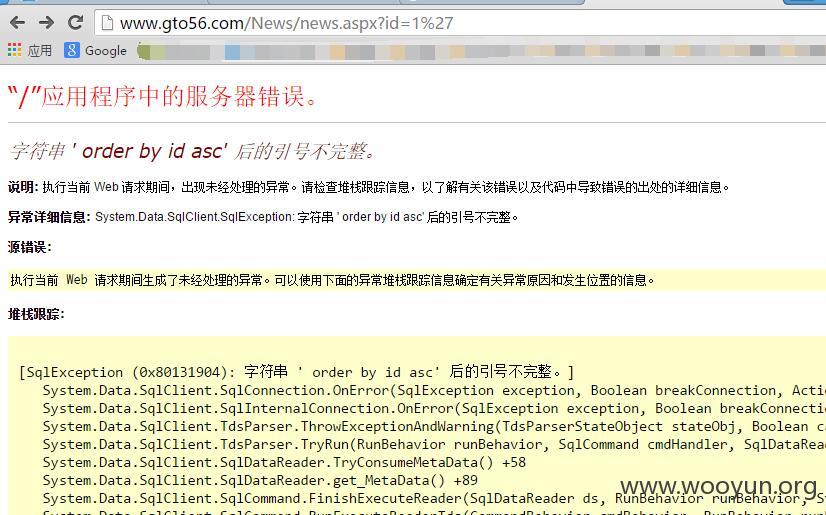 www.gto56.com/News/news.aspx?id=1%27
应用 Google
“/”应用程序中的服务器错误。
字符串 ' order by id asc' 后的引号不完整。
说明: 执行当前 Web 请求期间，出现未经处理的异常。请检查堆栈跟踪信息，以了解有关该错误以及代码中导致错误的出处的详细信息。
异常详细信息: System.Data.SqlClient.SqlException: 字符串 ' order by id asc' 后的引号不完整。
源错误:
执行当前 Web 请求期间生成了未经处理的异常。可以使用下面的异常堆栈跟踪信息确定有关异常原因和发生位置的信息。
堆栈跟踪:
[SqlException (0x80131904): 字符串 ' order by id asc' 后的引号不完整。]
System.Data.SqlClient.SqlConnection.OnError(SqlException exception, Boolean breakConnection, Actio
System.Data.SqlClient.SqlInternalConnection.OnError(SqlException exception, Boolean breakConnectio
System.Data.SqlClient.TdsParser.ThrowExceptionAndWarning(TdsParserStateObject stateObj, Boolean ca
System.Data.SqlClient.TdsParser.TryRun(RunBehavior runBehavior, SqlCommand cmdHandler, SqlDataRead
System.Data.SqlClient.SqlDataReader.TryConsumeMetaData() +58
System.Data.SqlClient.SqlDataReader.get_MetaData() +89
System.Data.SqlClient.SqlCommand.FinishExecuteReader(SqlDataReader ds, RunBehavior runBehavior, St
www.wooyun.org